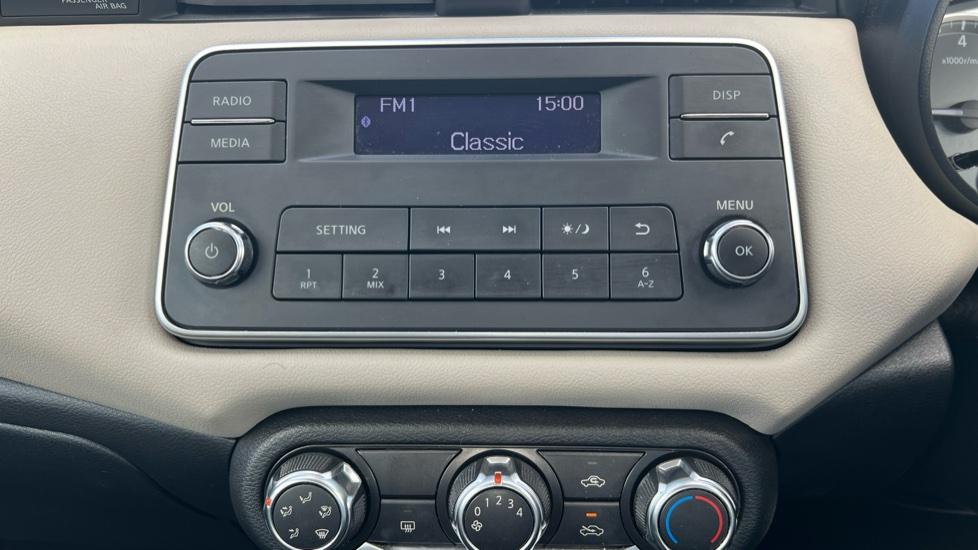 PASSENGER
AIR BAG
4
x1000r/m
RADIO
MEDIA
FM1 15:00
Classic
DISP
VOL
MENU
SETTING
OK
1 2 3 4 5 6
RPT MIX A-Z
0 1 2 3 4